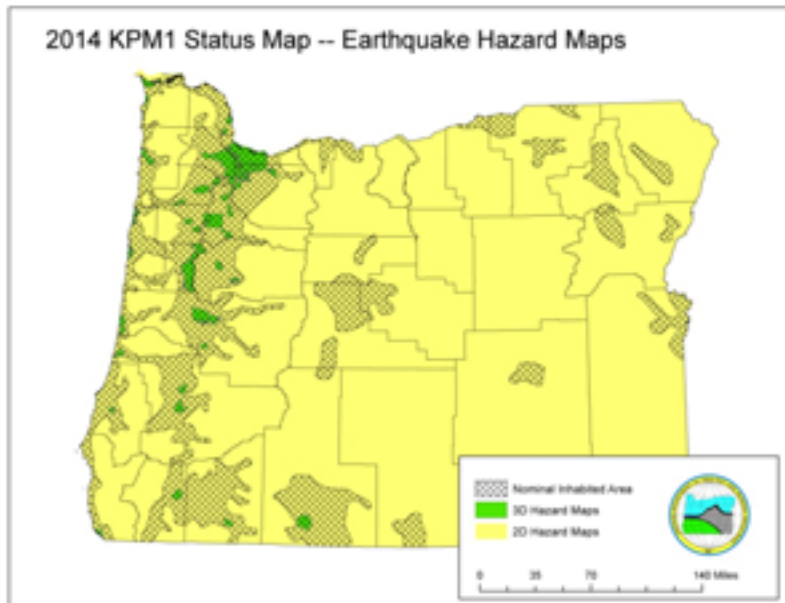 2014 KPM1 Status Map -- Earthquake Hazard Maps
Nominal Inhabited Area
3D Hazard Maps
2D Hazard Maps
0 35 70 140 Miles